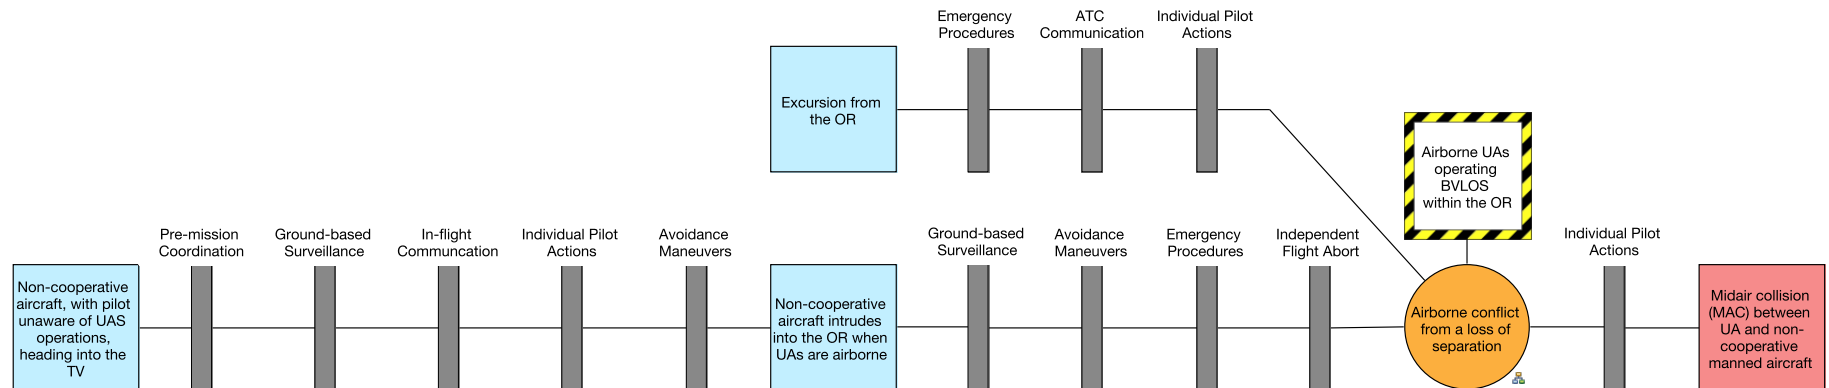 Emergency
Procedures
ATC
Communication
Individual Pilot
Actions
Excursion from
the OR
Airborne UAs
operating
BVLOS
within the OR
Pre-mission
Coordination
Ground-based
Surveillance
In-flight
Communcation
Individual Pilot
Actions
Avoidance
Maneuvers
Ground-based
Surveillance
Avoidance
Maneuvers
Emergency
Procedures
Independent
Flight Abort
Individual Pilot
Actions
Non-cooperative
aircraft, with pilot
unaware of UAS
operations,
heading into the
TV
Non-cooperative
aircraft intrudes
into the OR when
UAs are airborne
Airborne conflict
from a loss of
separation
Midair collision
(MAC) between
UA and non-
cooperative
manned aircraft